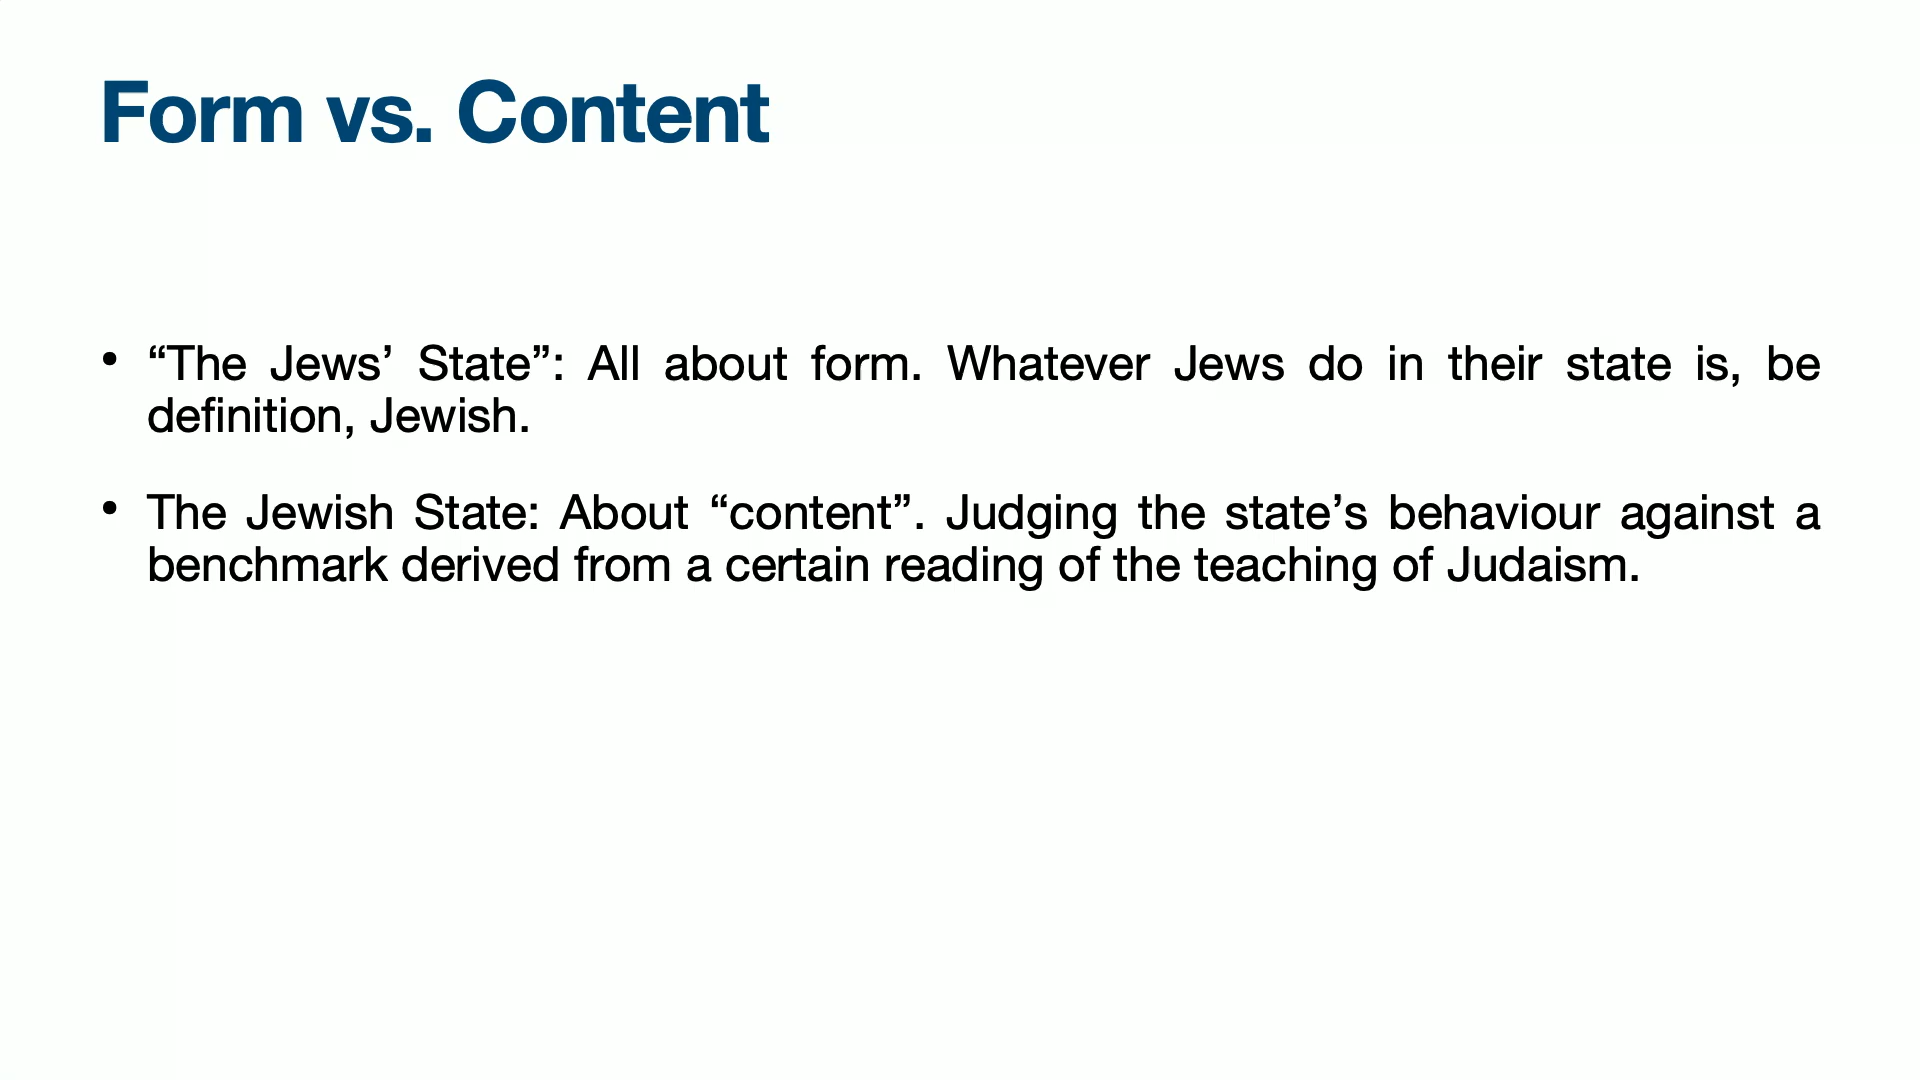 Form vs. Content
• “The Jews’ State”: All about form. Whatever Jews do in their state is, be
definition, Jewish.
• The Jewish State: About “content”. Judging the state’s behaviour against a
benchmark derived from a certain reading of the teaching of Judaism.